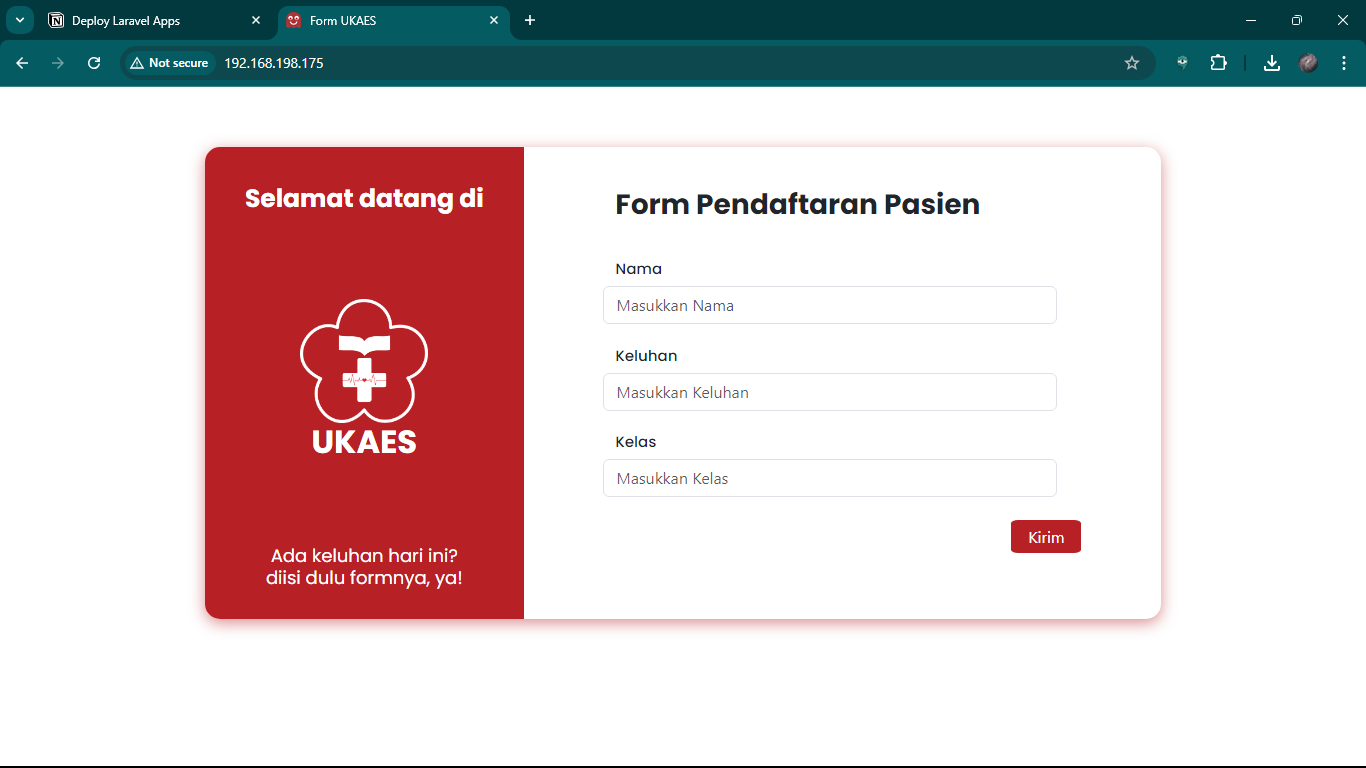 Deploy Laravel Apps
Form UKAES
Not secure
192.168.198.175
Selamat datang di
UKAES
Ada keluhan hari ini?
diisi dulu formnya, ya!
Form Pendaftaran Pasien
Nama
Masukkan Nama
Keluhan
Masukkan Keluhan
Kelas
Masukkan Kelas
Kirim